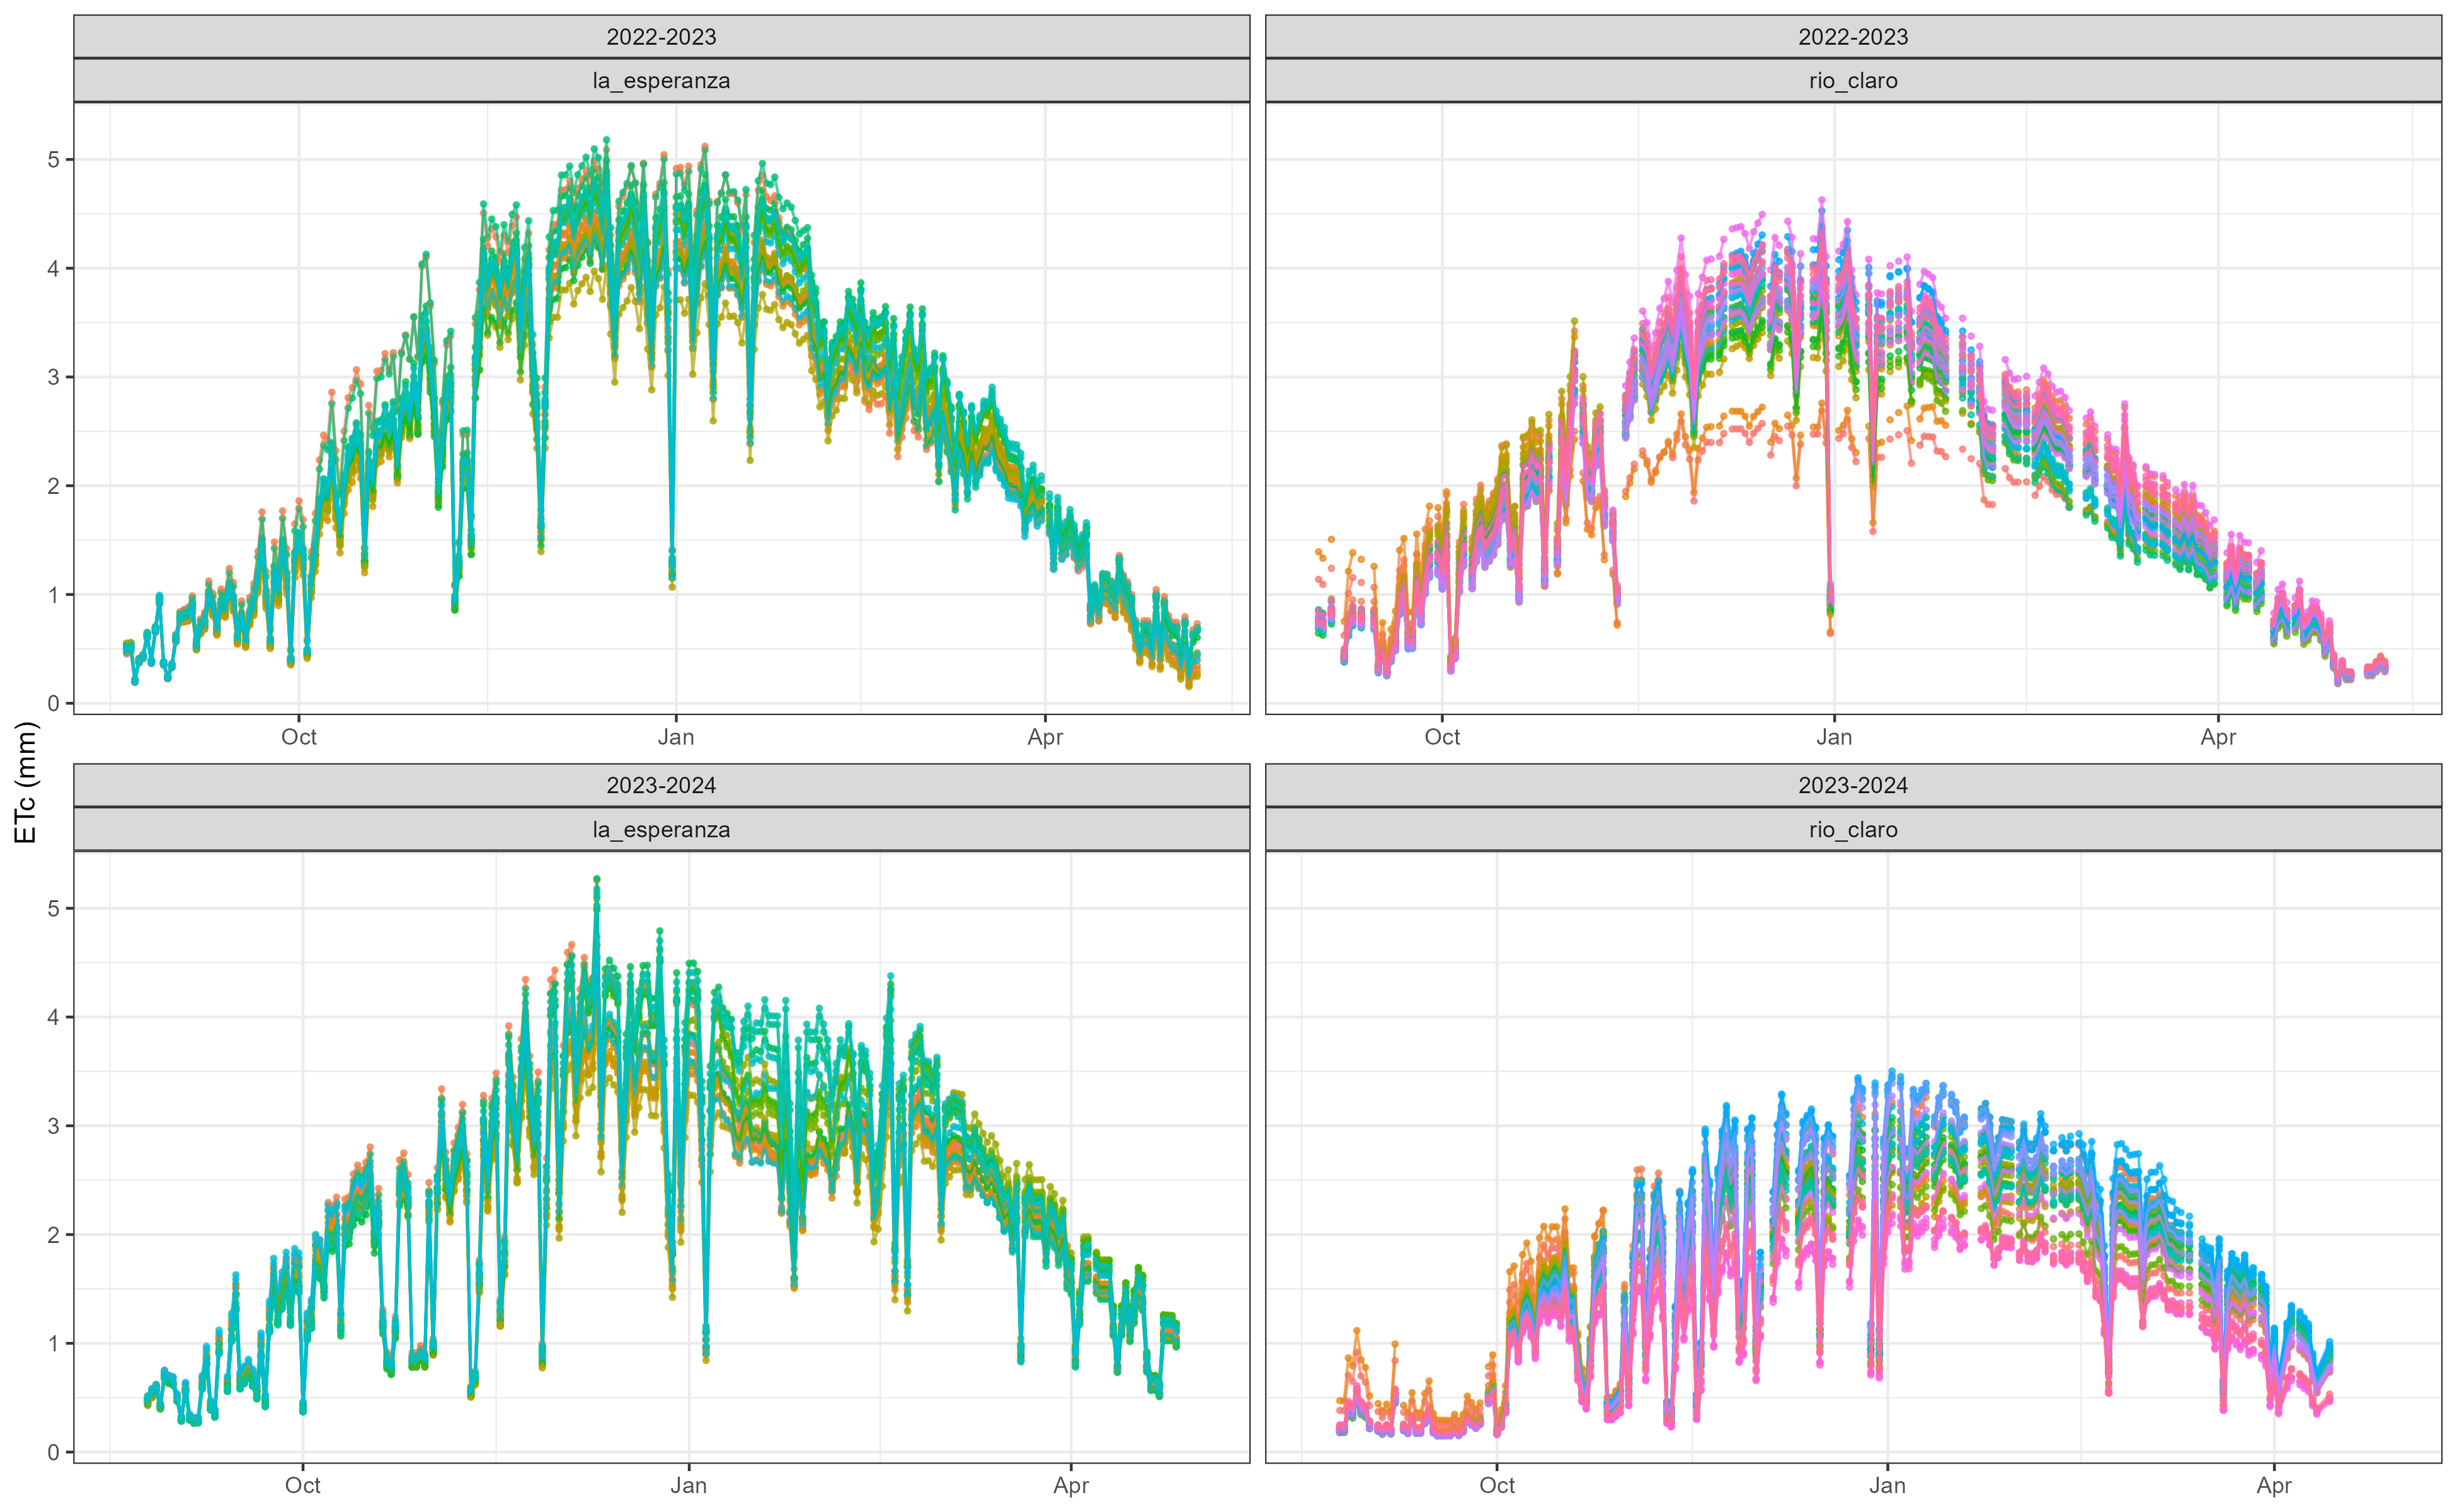 2022-2023
la_esperanza
2022-2023
rio_claro
5
4
3
2
1
0
Oct
Jan
Apr
Oct
Jan
Apr
ETc (mm)
2023-2024
la_esperanza
2023-2024
rio_claro
5
4
3
2
1
0
Oct
Jan
Apr
Oct
Jan
Apr